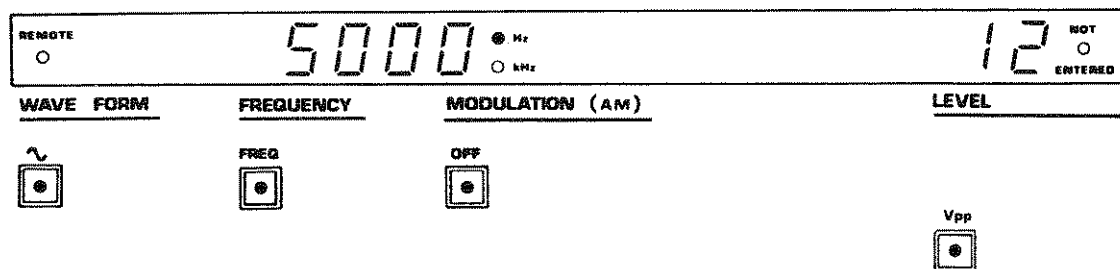 REMOTE
5000
Hz
kHz
12
NOT
ENTERED
WAVE FORM
FREQUENCY
MODULATION (AM)
LEVEL
FREQ
OFF
Vpp